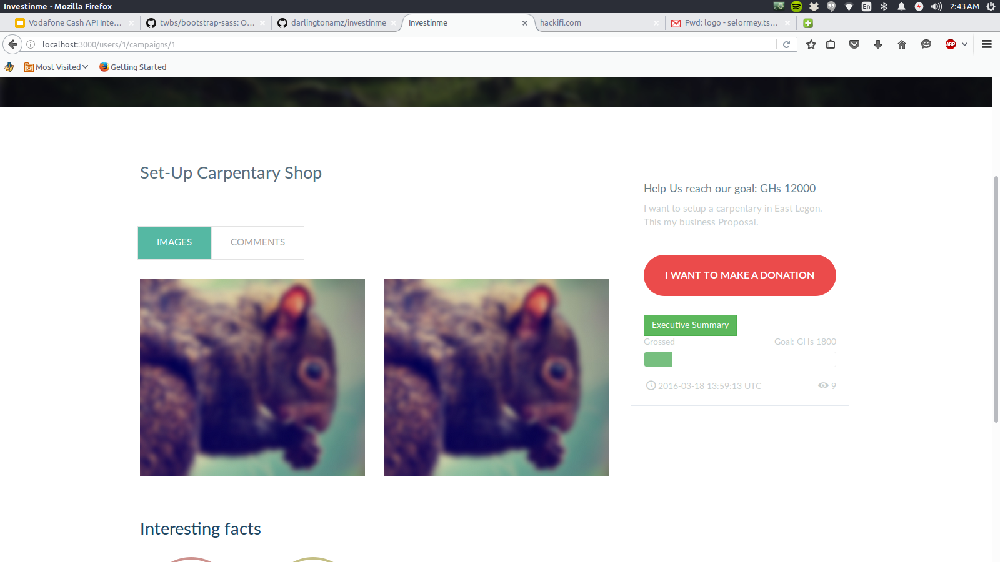 Investinme - Mozilla Firefox
En
2:43 AM
Vodafone Cash API Inte...
twbs/bootstrap-sass: O...
darlingtonamz/investinme
Investinme
hackifi.com
Fwd: logo - selormey.ts...
localhost:3000/users/1/campaigns/1
ABP
Most Visited
Getting Started
Set-Up Carpentary Shop
IMAGES
COMMENTS
Help Us reach our goal: GHs 12000
I want to setup a carpentary in East Legon.
This my business Proposal.
I WANT TO MAKE A DONATION
Executive Summary
Grossed
Goal: GHs 1800
2016-03-18 13:59:13 UTC
9
Interesting facts